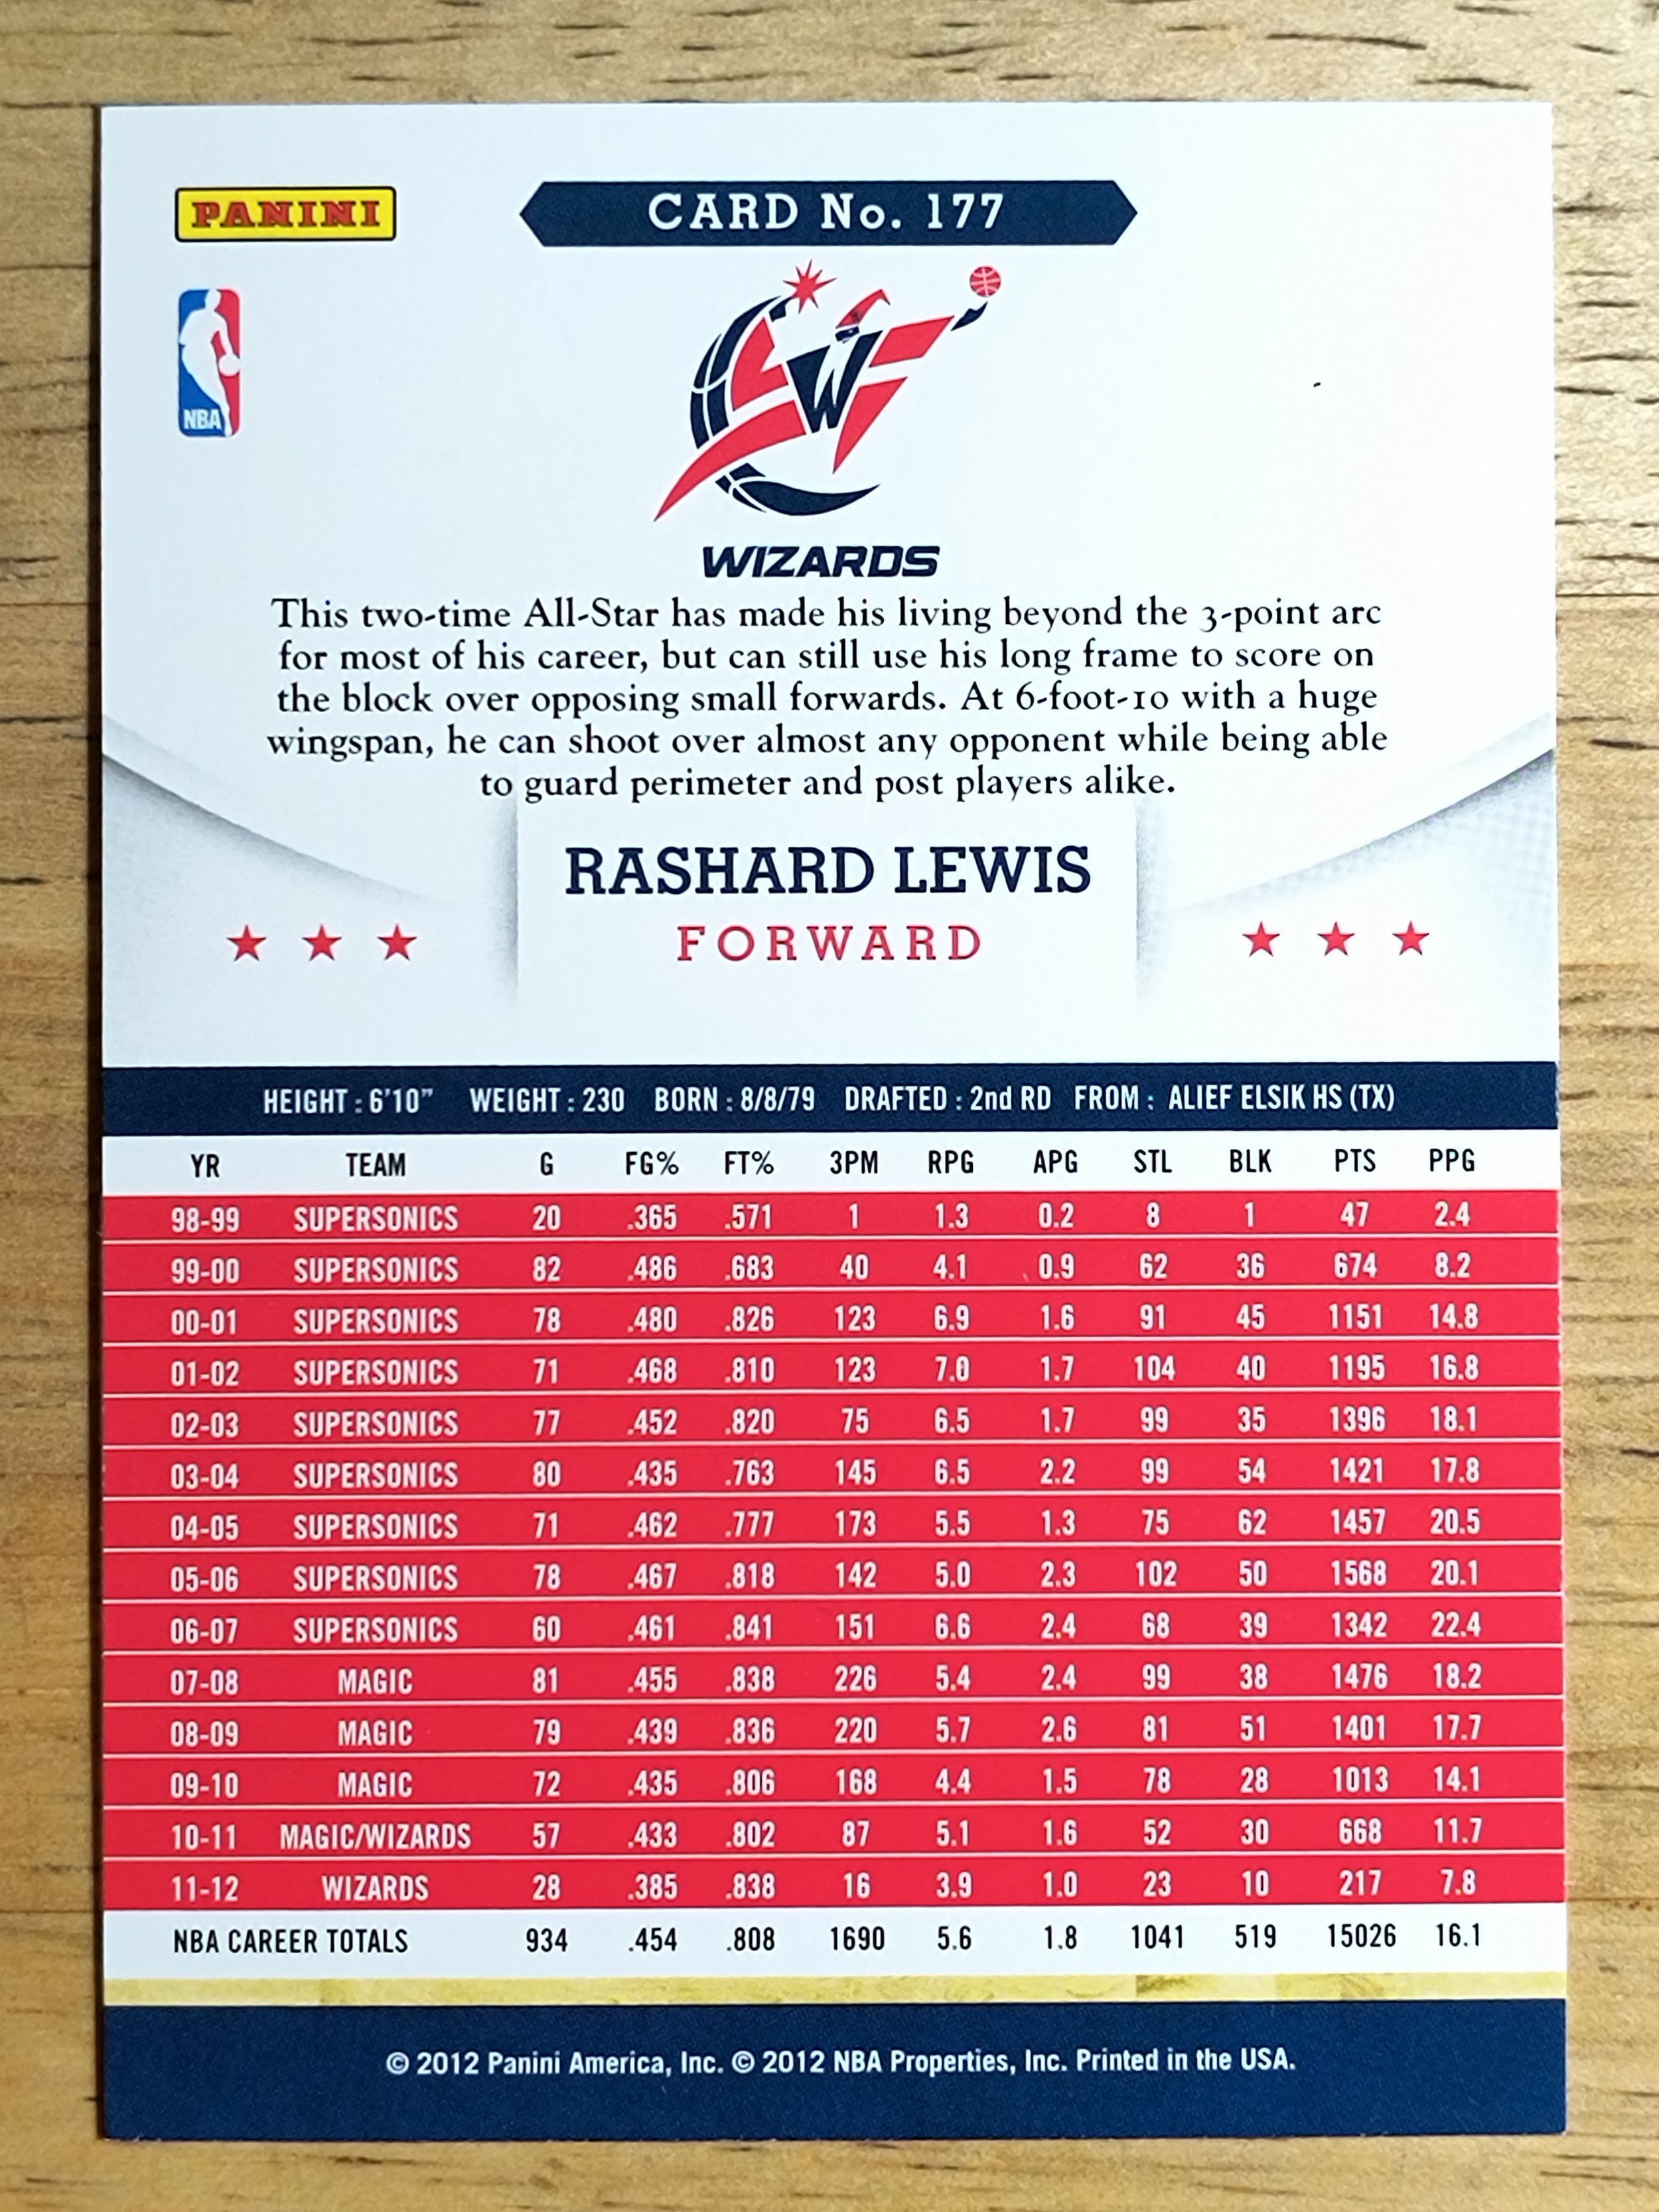 PANINI
CARD No. 177
NBA
W
WIZARDS
This two-time All-Star has made his living beyond the 3-point arc
for most of his career, but can still use his long frame to score on
the block over opposing small forwards. At 6-foot-10 with a huge
wingspan, he can shoot over almost any opponent while being able
to guard perimeter and post players alike.
RASHARD LEWIS
FORWARD
HEIGHT : 6'10" WEIGHT : 230 BORN : 8/8/79 DRAFTED : 2nd RD FROM : ALIEF ELSIK HS (TX)
YR TEAM G FG% FT% 3PM RPG APG STL BLK PTS PPG
98-99 SUPERSONICS 20 .365 .571 1 1.3 0.2 8 1 47 2.4
99-00 SUPERSONICS 82 .486 .683 40 4.1 0.9 62 36 674 8.2
00-01 SUPERSONICS 78 .480 .826 123 6.9 1.6 91 45 1151 14.8
01-02 SUPERSONICS 71 .468 .810 123 7.0 1.7 104 40 1195 16.8
02-03 SUPERSONICS 77 .452 .820 75 6.5 1.7 99 35 1396 18.1
03-04 SUPERSONICS 80 .435 .763 145 6.5 2.2 99 54 1421 17.8
04-05 SUPERSONICS 71 .462 .777 173 5.5 1.3 75 62 1457 20.5
05-06 SUPERSONICS 78 .467 .818 142 5.0 2.3 102 50 1568 20.1
06-07 SUPERSONICS 60 .461 .841 151 6.6 2.4 68 39 1342 22.4
07-08 MAGIC 81 .455 .838 226 5.4 2.4 99 38 1476 18.2
08-09 MAGIC 79 .439 .836 220 5.7 2.6 81 51 1401 17.7
09-10 MAGIC 72 .435 .806 168 4.4 1.5 78 28 1013 14.1
10-11 MAGIC/WIZARDS 57 .433 .802 87 5.1 1.6 52 30 668 11.7
11-12 WIZARDS 28 .385 .838 16 3.9 1.0 23 10 217 7.8
NBA CAREER TOTALS 934 .454 .808 1690 5.6 1.8 1041 519 15026 16.1
© 2012 Panini America, Inc. © 2012 NBA Properties, Inc. Printed in the USA.